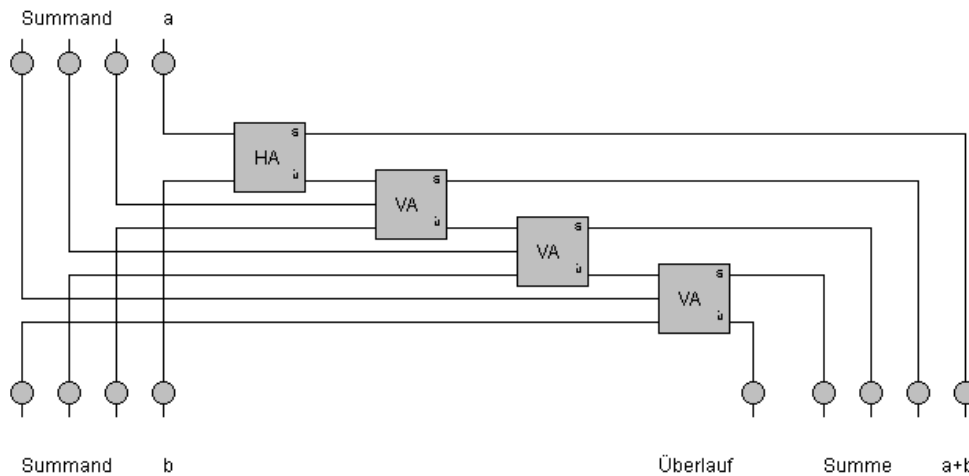 Summand a
HA s ü
VA s ü
VA s ü
VA s ü
Summand b Überlauf Summe a+b